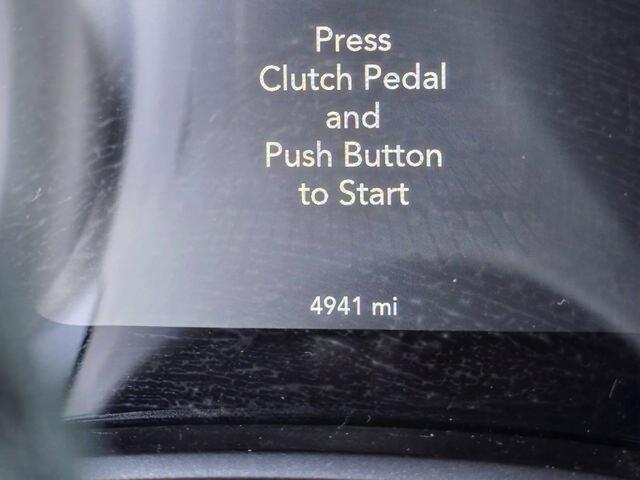 Press
Clutch Pedal
and
Push Button
to Start
4941 mi